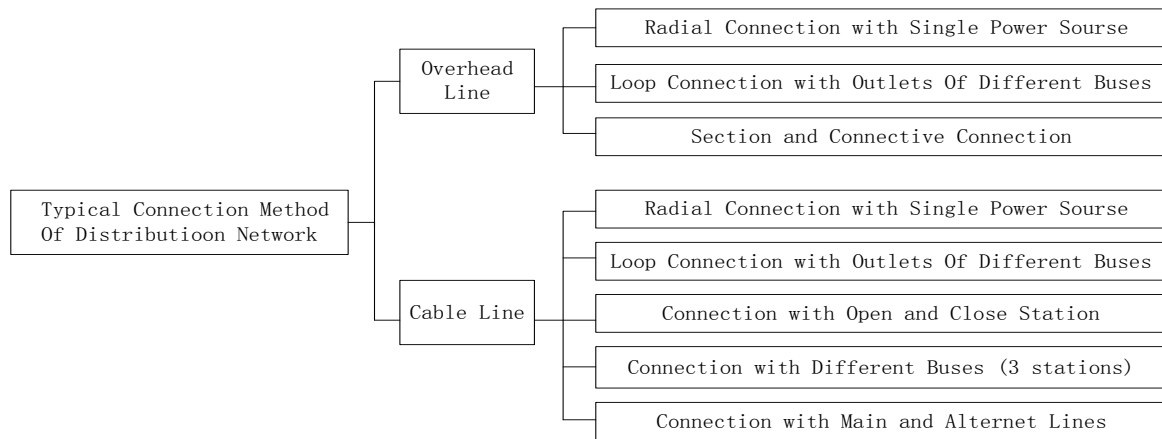 Typical Connection Method
Of Distributioon Network
Overhead
Line
Radial Connection with Single Power Sourse
Loop Connection with Outlets Of Different Buses
Section and Connective Connection
Cable Line
Radial Connection with Single Power Sourse
Loop Connection with Outlets Of Different Buses
Connection with Open and Close Station
Connection with Different Buses (3 stations)
Connection with Main and Alternet Lines